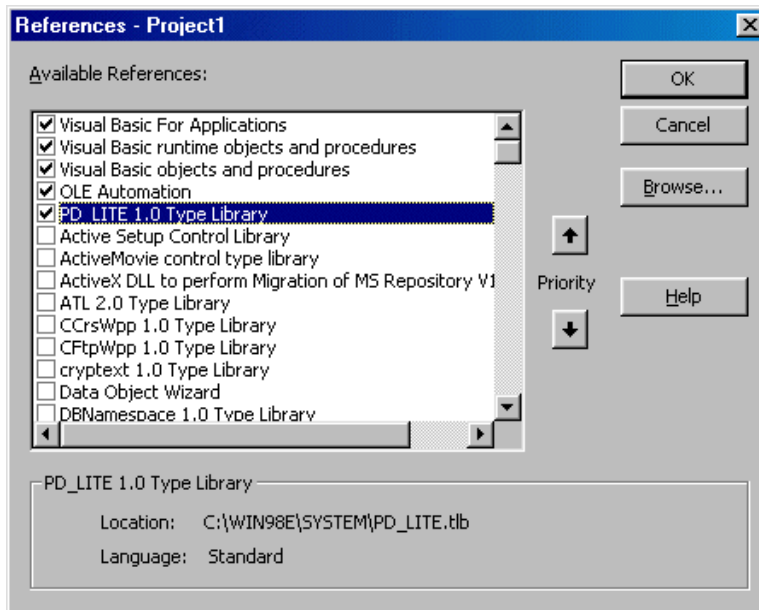 References - Project1
Available References:
Visual Basic For Applications
Visual Basic runtime objects and procedures
Visual Basic objects and procedures
OLE Automation
PD_LITE 1.0 Type Library
Active Setup Control Library
ActiveMovie control type library
ActiveX DLL to perform Migration of MS Repository V1
ATL 2.0 Type Library
CCrsWpp 1.0 Type Library
CFtpWpp 1.0 Type Library
cryptext 1.0 Type Library
Data Object Wizard
DBNamespace 1.0 Type Library
Priority
OK
Cancel
Browse...
Help
PD_LITE 1.0 Type Library
Location: C:\WIN98E\SYSTEM\PD_LITE.tlb
Language: Standard